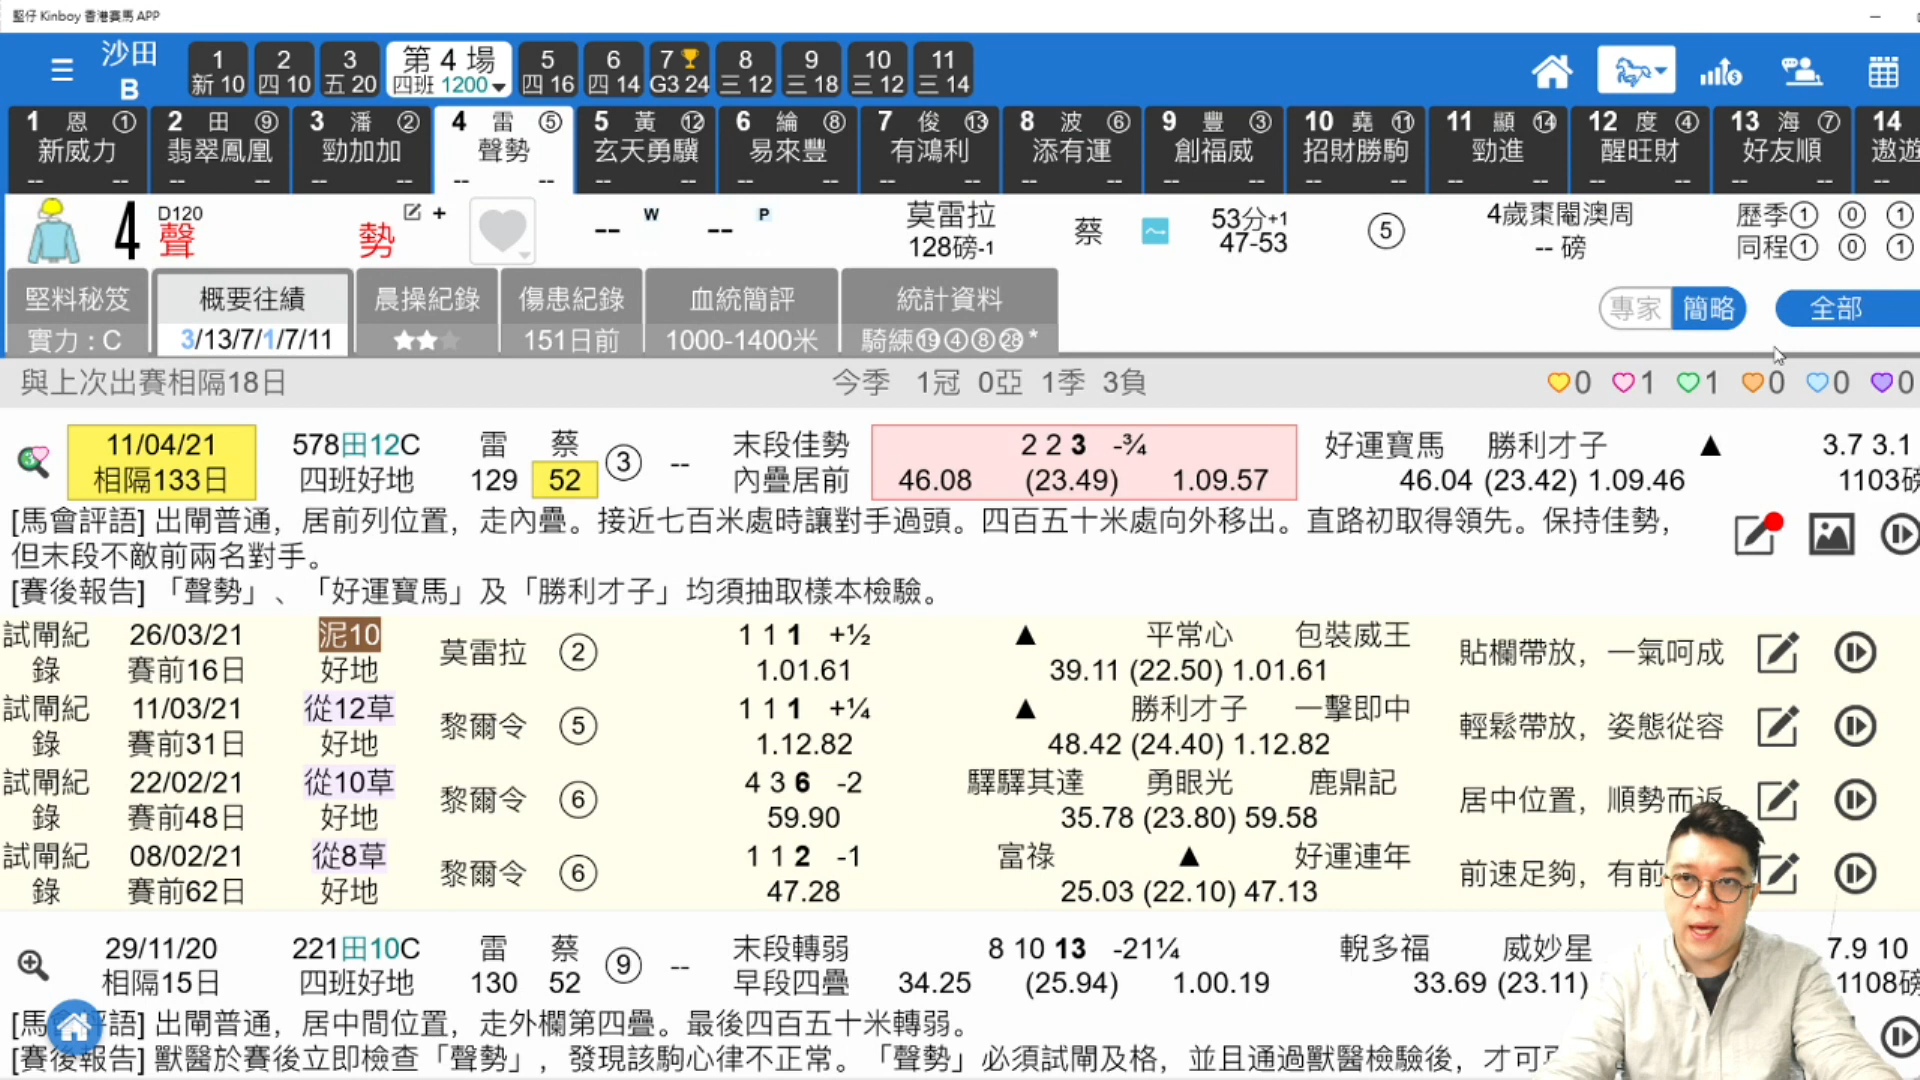 堅仔 Kinboy 香港賽馬 APP
沙田 B
1 新 10
2 四 10
3 五 20
第 4 場 四班 1200
5 四 16
6 四 14
7 G3 24
8 三 12
9 三 18
10 三 12
11 三 14
1 恩 ① 新威力 -- --
2 田 ⑨ 翡翠鳳凰 -- --
3 潘 ② 勁加加 -- --
4 雷 ⑤ 聲勢 -- --
5 黃 ⑫ 玄天勇驥 -- --
6 綸 ⑧ 易來豐 -- --
7 俊 ⑬ 有鴻利 -- --
8 波 ⑥ 添有運 -- --
9 豐 ③ 創福威 -- --
10 堯 ⑪ 招財勝駒 -- --
11 顯 ⑭ 勁進 -- --
12 度 ④ 醒旺財 -- --
13 海 ⑦ 好友順 -- --
14 遨遊 --
4 D120 聲勢 + -- W -- P 莫雷拉 128磅-1 蔡 53分+1 47-53 ⑤ 4歲棗閹澳周 -- 磅
歷季① ⓪ ①
同程① ⓪ ①
堅料秘笈 實力 : C
概要往績 3/13/7/1/7/11
晨操紀錄 ★★★
傷患紀錄 151日前
血統簡評 1000-1400米
統計資料 騎練⑲④⑧㉘*
專家 簡略 全部
與上次出賽相隔18日 今季 1冠 0亞 1季 3負 0 1 1 0 0 0
11/04/21 578田12C 雷 蔡 ③ -- 末段佳勢 2 2 3 -¾ 好運寶馬 勝利才子 ▲ 3.7 3.1
相隔133日 四班好地 129 52 內疊居前 46.08 (23.49) 1.09.57 46.04 (23.42) 1.09.46 1103磅
[馬會評語] 出閘普通，居前列位置，走內疊。接近七百米處時讓對手過頭。四百五十米處向外移出。直路初取得領先。保持佳勢，
但末段不敵前兩名對手。
[賽後報告] 「聲勢」、「好運寶馬」及「勝利才子」均須抽取樣本檢驗。
試閘紀 26/03/21 泥10 莫雷拉 ② 1 1 1 +½ ▲ 平常心 包裝威王 貼欄帶放，一氣呵成
錄 賽前16日 好地 1.01.61 39.11 (22.50) 1.01.61
試閘紀 11/03/21 從12草 黎爾令 ⑤ 1 1 1 +¼ ▲ 勝利才子 一擊即中 輕鬆帶放，姿態從容
錄 賽前31日 好地 1.12.82 48.42 (24.40) 1.12.82
試閘紀 22/02/21 從10草 黎爾令 ⑥ 4 3 6 -2 驛驛其達 勇眼光 鹿鼎記 居中位置，順勢而返
錄 賽前48日 好地 59.90 35.78 (23.80) 59.58
試閘紀 08/02/21 從8草 黎爾令 ⑥ 1 1 2 -1 富祿 ▲ 好運連年 前速足夠，有前
錄 賽前62日 好地 47.28 25.03 (22.10) 47.13
29/11/20 221田10C 雷 蔡 ⑨ -- 末段轉弱 8 10 13 -21¼ 輗多福 威妙星 7.9 10
相隔15日 四班好地 130 52 早段四疊 34.25 (25.94) 1.00.19 33.69 (23.11) 1108磅
[馬會評語] 出閘普通，居中間位置，走外欄第四疊。最後四百五十米轉弱。
[賽後報告] 獸醫於賽後立即檢查「聲勢」，發現該駒心律不正常。「聲勢」必須試閘及格，並且通過獸醫檢驗後，才可